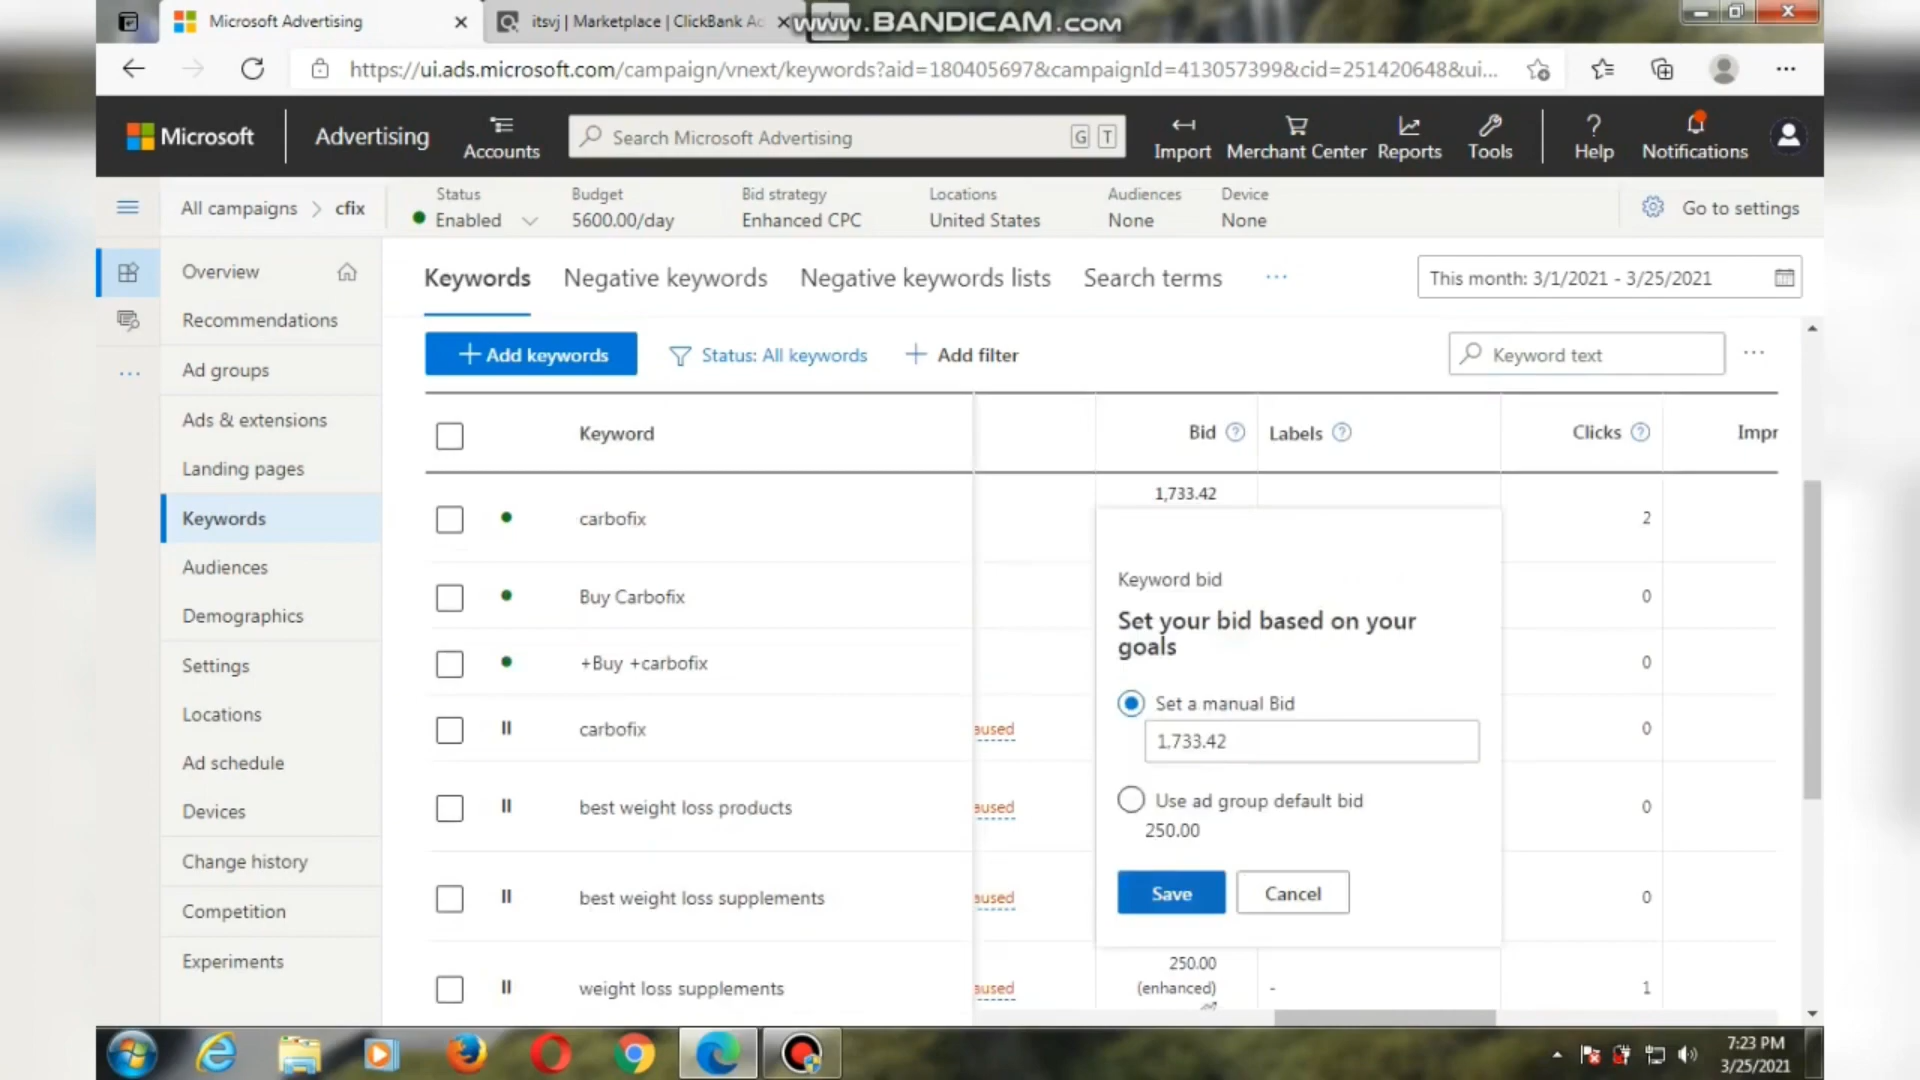 Microsoft Advertising
itsvj | Marketplace | ClickBank Ac
www.BANDICAM.com
https://ui.ads.microsoft.com/campaign/vnext/keywords?aid=180405697&campaignId=413057399&cid=251420648&ui...
Microsoft
Advertising
Accounts
Search Microsoft Advertising
G T
Import
Merchant Center
Reports
Tools
Help
Notifications
All campaigns > cfix
Status
Enabled
Budget
5600.00/day
Bid strategy
Enhanced CPC
Locations
United States
Audiences
None
Device
None
Go to settings
Overview
Recommendations
Ad groups
Ads & extensions
Landing pages
Keywords
Audiences
Demographics
Settings
Locations
Ad schedule
Devices
Change history
Competition
Experiments
Keywords
Negative keywords
Negative keywords lists
Search terms
...
This month: 3/1/2021 - 3/25/2021
+ Add keywords
Status: All keywords
+ Add filter
Keyword text
...
Keyword
Bid
Labels
Clicks
Impr
carbofix
1,733.42
2
Buy Carbofix
0
+Buy +carbofix
0
carbofix
aused
0
best weight loss products
aused
0
best weight loss supplements
aused
0
weight loss supplements
aused
250.00
(enhanced)
-
1
Keyword bid
Set your bid based on your
goals
Set a manual Bid
1,733.42
Use ad group default bid
250.00
Save
Cancel
7:23 PM
3/25/2021